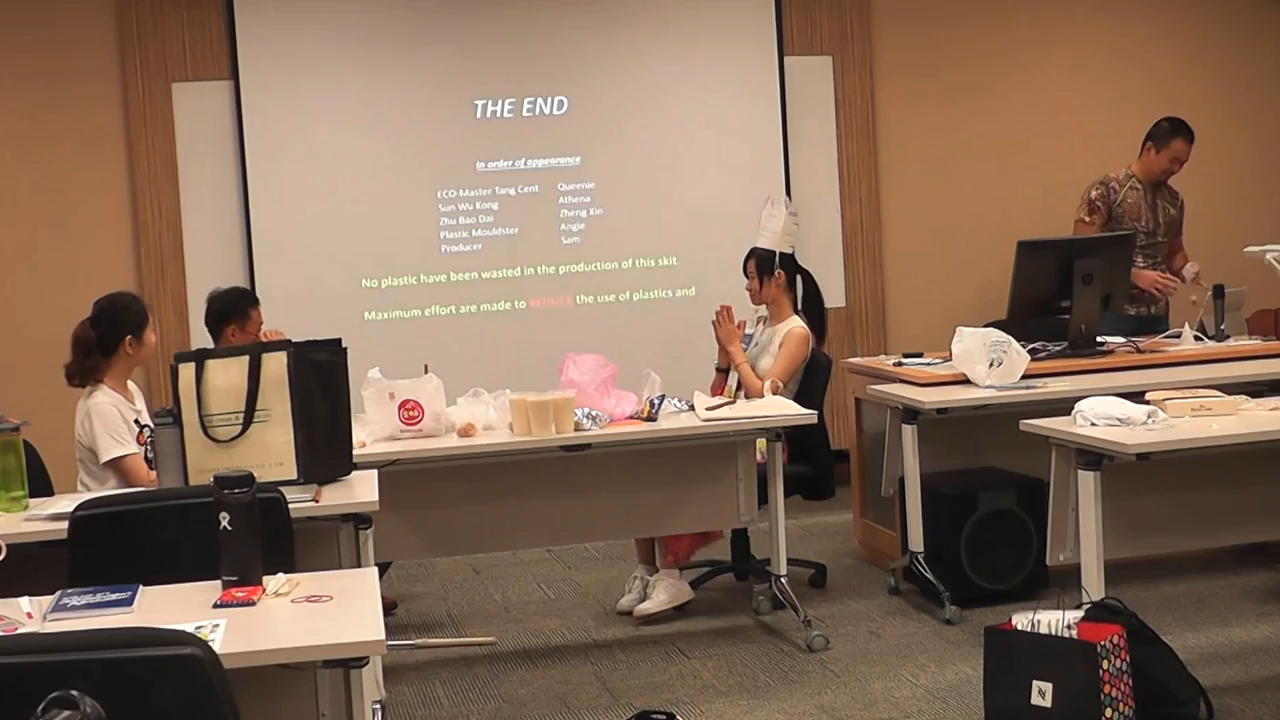 THE END
In order of appearance
ECO-Master Tang Cent Queenie
Sun Wu Kong Athena
Zhu Bao Dai Zheng Xin
Plastic Mouldster Angie
Producer Sam
No plastic have been wasted in the production of this skit.
Maximum effort are made to REDUCE the use of plastics and